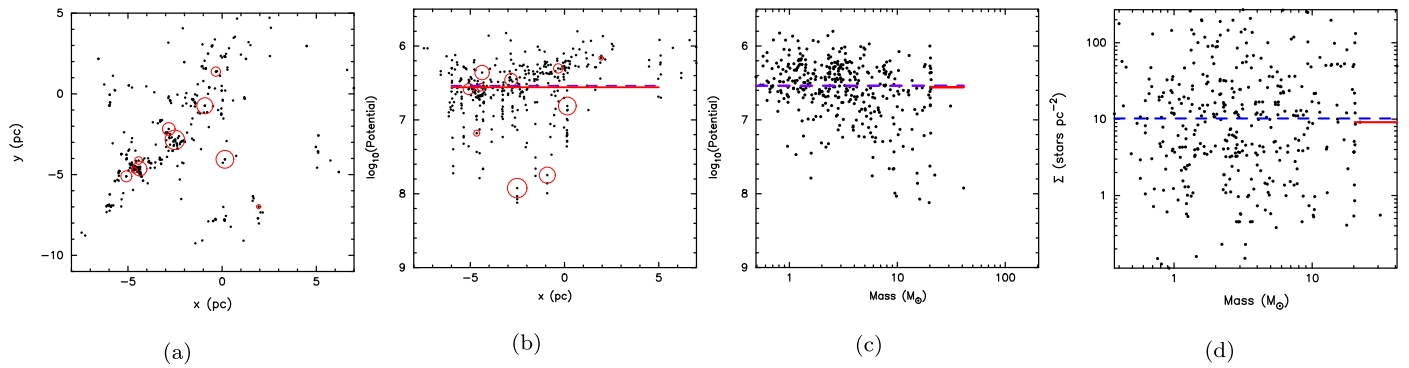 5
0
−5
−10
y (pc)
−5 0 5
x (pc)
(a)
6
7
8
9
log₁₀(Potential)
−5 0 5
x (pc)
(b)
6
7
8
9
log₁₀(Potential)
1 10 100
Mass (M⊙)
(c)
100
10
1
Σ (stars pc⁻²)
1 10
Mass (M⊙)
(d)